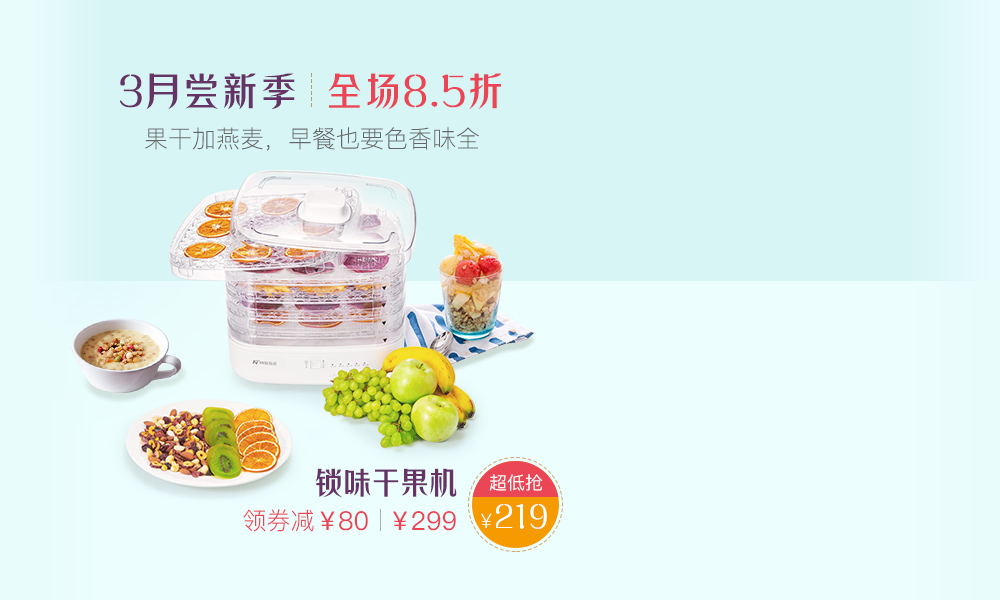 3月尝新季 全场8.5折
果干加燕麦，早餐也要色香味全
锁味干果机
领券减￥80 ￥299
超低抢
￥219